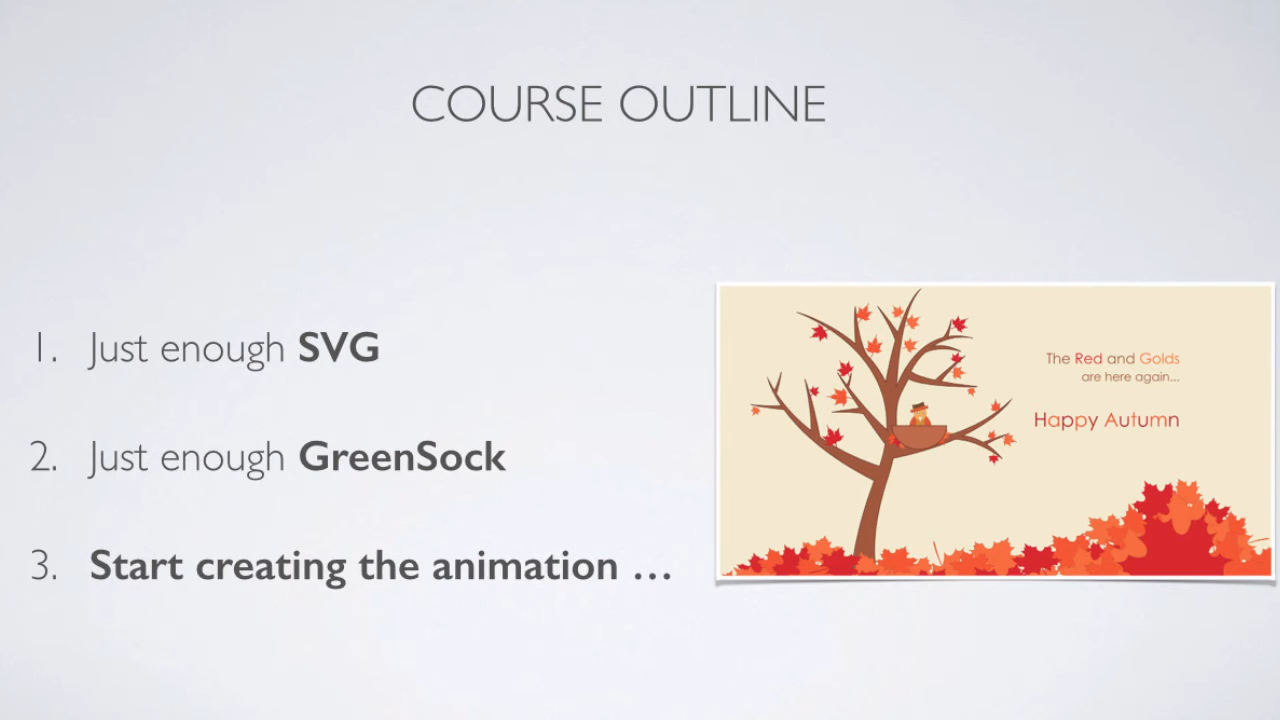 COURSE OUTLINE
1. Just enough SVG
2. Just enough GreenSock
3. Start creating the animation …
The Red and Golds
are here again...
Happy Autumn